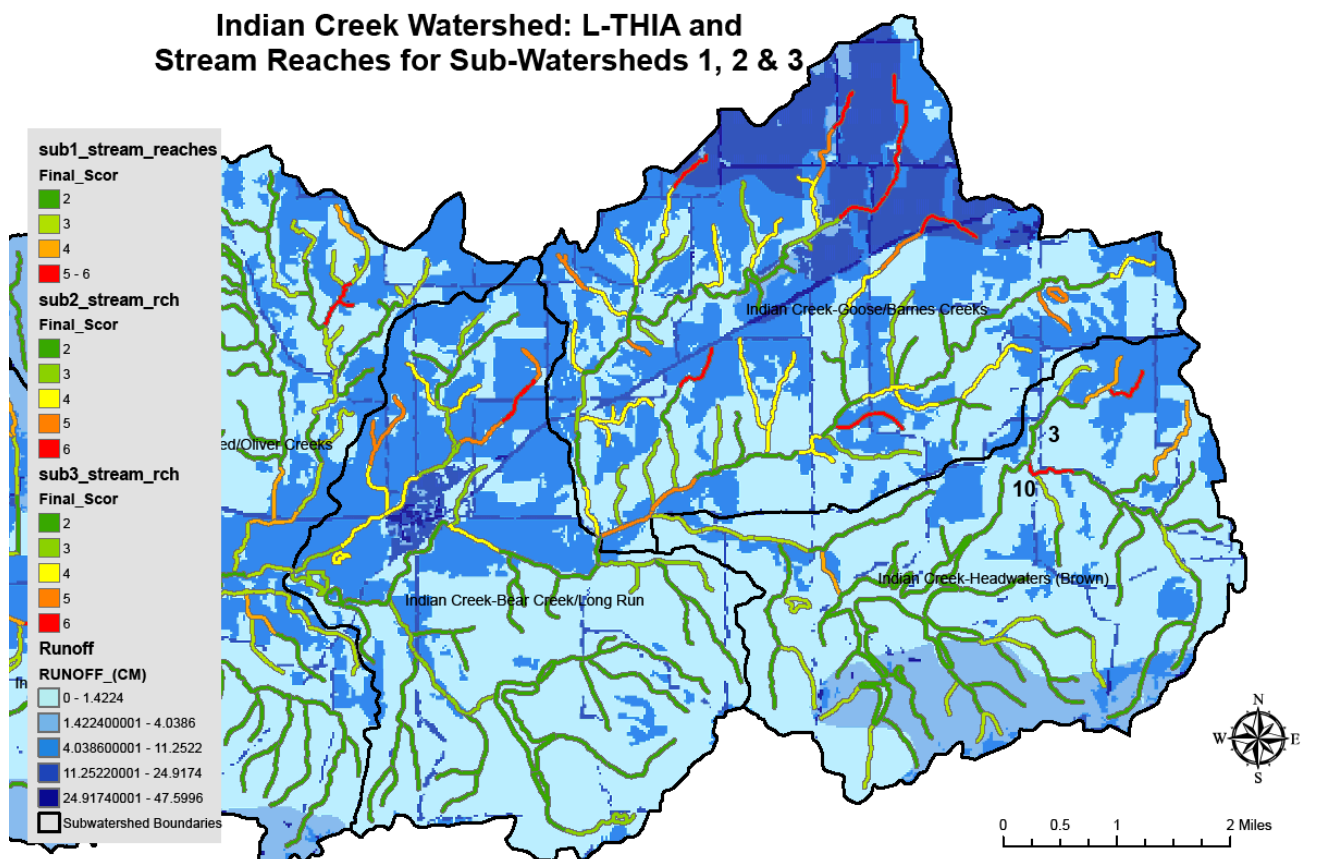 Indian Creek Watershed: L-THIA and
Stream Reaches for Sub-Watersheds 1, 2 & 3
sub1_stream_reaches
Final_Scor
2
3
4
5 - 6
sub2_stream_rch
Final_Scor
2
3
4
5
6
sub3_stream_rch
Final_Scor
2
3
4
5
6
Runoff
RUNOFF_(CM)
0 - 1.4224
1.422400001 - 4.0386
4.038600001 - 11.2522
11.25220001 - 24.9174
24.91740001 - 47.5996
Subwatershed Boundaries
Indian Creek-Goose/Barnes Creeks
ed/Oliver Creeks
3
10
Indian Creek-Headwaters (Brown)
Indian Creek-Bear Creek/Long Run
N
W
E
S
0 0.5 1 2 Miles